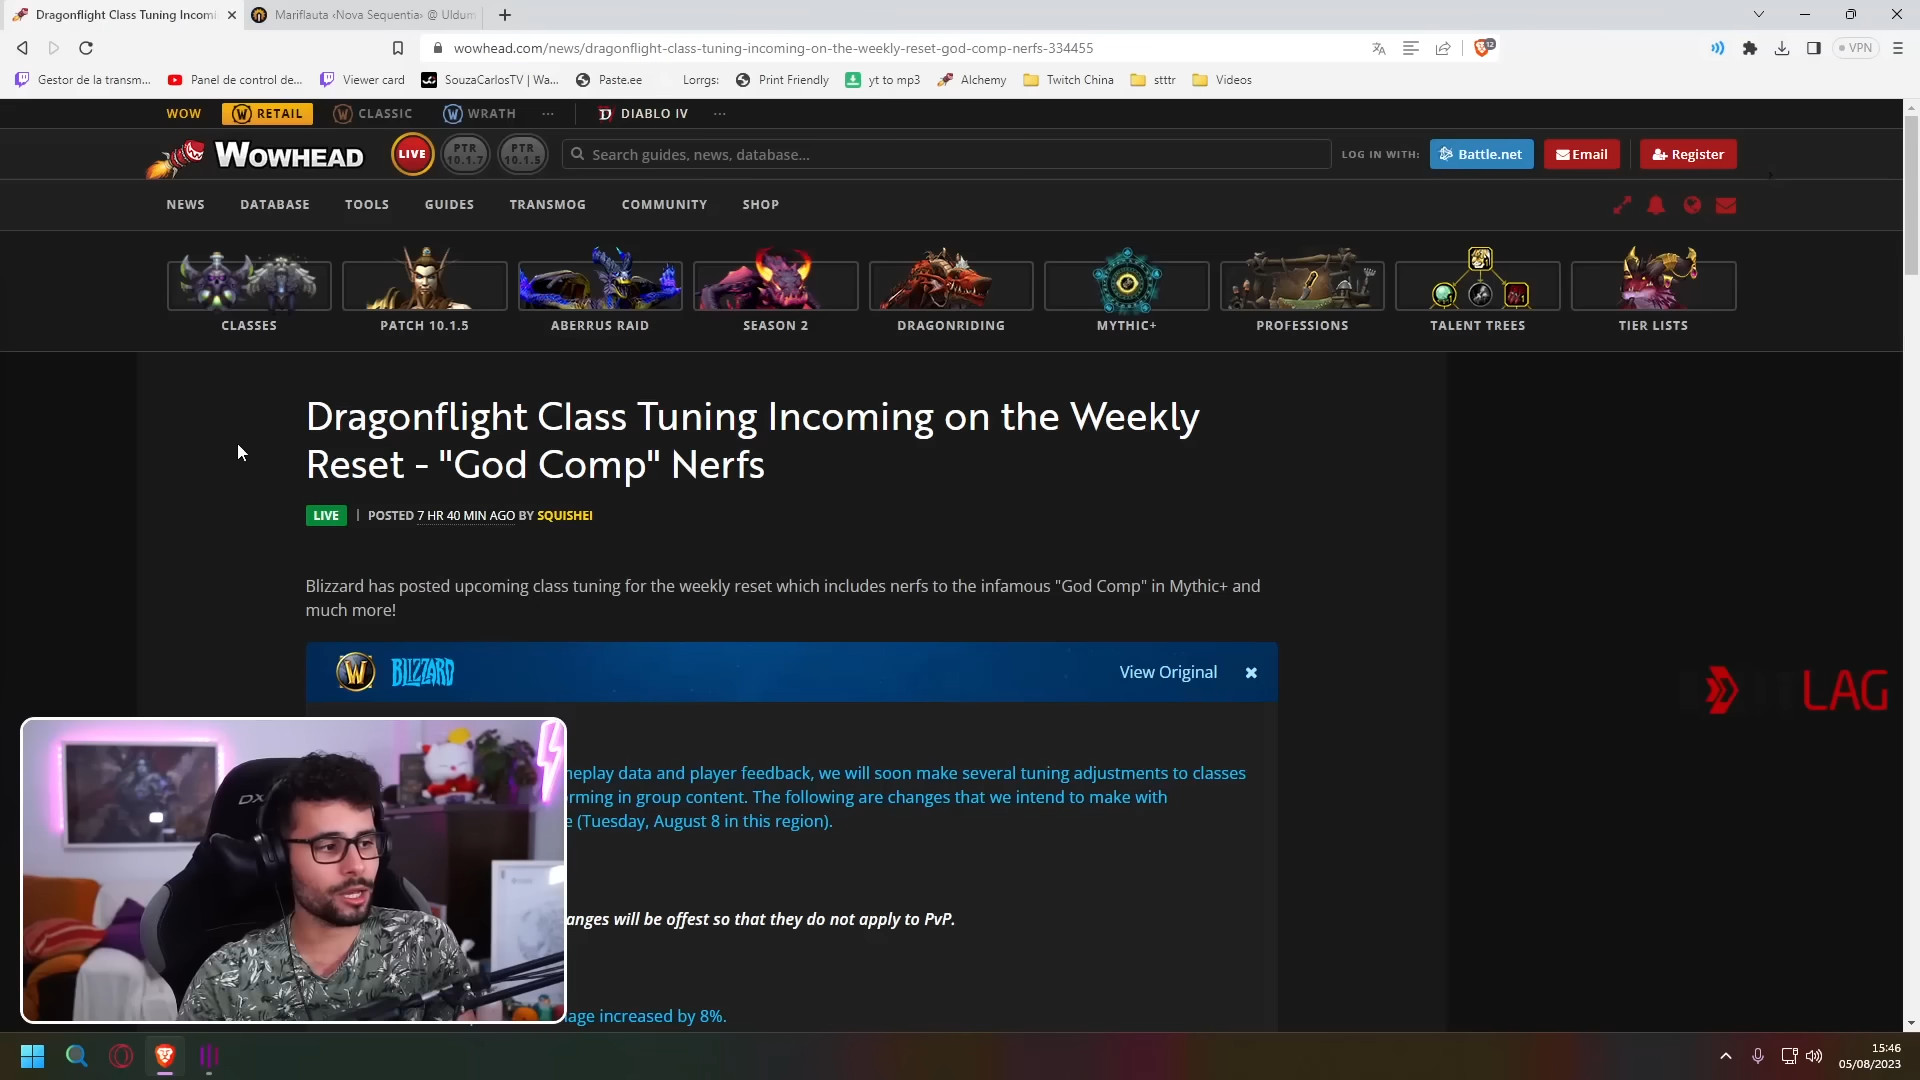 Dragonflight Class Tuning Incomi
Mariflauta ‹Nova Sequentia› @ Uldum
wowhead.com/news/dragonflight-class-tuning-incoming-on-the-weekly-reset-god-comp-nerfs-334455
12
VPN
Gestor de la transm...
Panel de control de...
Viewer card
SouzaCarlosTV | Wa...
Paste.ee
Lorrgs:
Print Friendly
yt to mp3
Alchemy
Twitch China
stttr
Videos
WOW
RETAIL
CLASSIC
WRATH
...
DIABLO IV
...
WOWHEAD
LIVE
PTR
10.1.7
PTR
10.1.5
Search guides, news, database...
LOG IN WITH:
Battle.net
Email
Register
NEWS
DATABASE
TOOLS
GUIDES
TRANSMOG
COMMUNITY
SHOP
CLASSES
PATCH 10.1.5
ABERRUS RAID
SEASON 2
DRAGONRIDING
MYTHIC+
PROFESSIONS
TALENT TREES
TIER LISTS
Dragonflight Class Tuning Incoming on the Weekly
Reset - "God Comp" Nerfs
LIVE | POSTED 7 HR 40 MIN AGO BY SQUISHEI
Blizzard has posted upcoming class tuning for the weekly reset which includes nerfs to the infamous "God Comp" in Mythic+ and
much more!
BLIZZARD
View Original
data and player feedback, we will soon make several tuning adjustments to classes
in group content. The following are changes that we intend to make with
(Tuesday, August 8 in this region).
will be offest so that they do not apply to PvP.
increased by 8%.
LAG
DX
15:46
05/08/2023